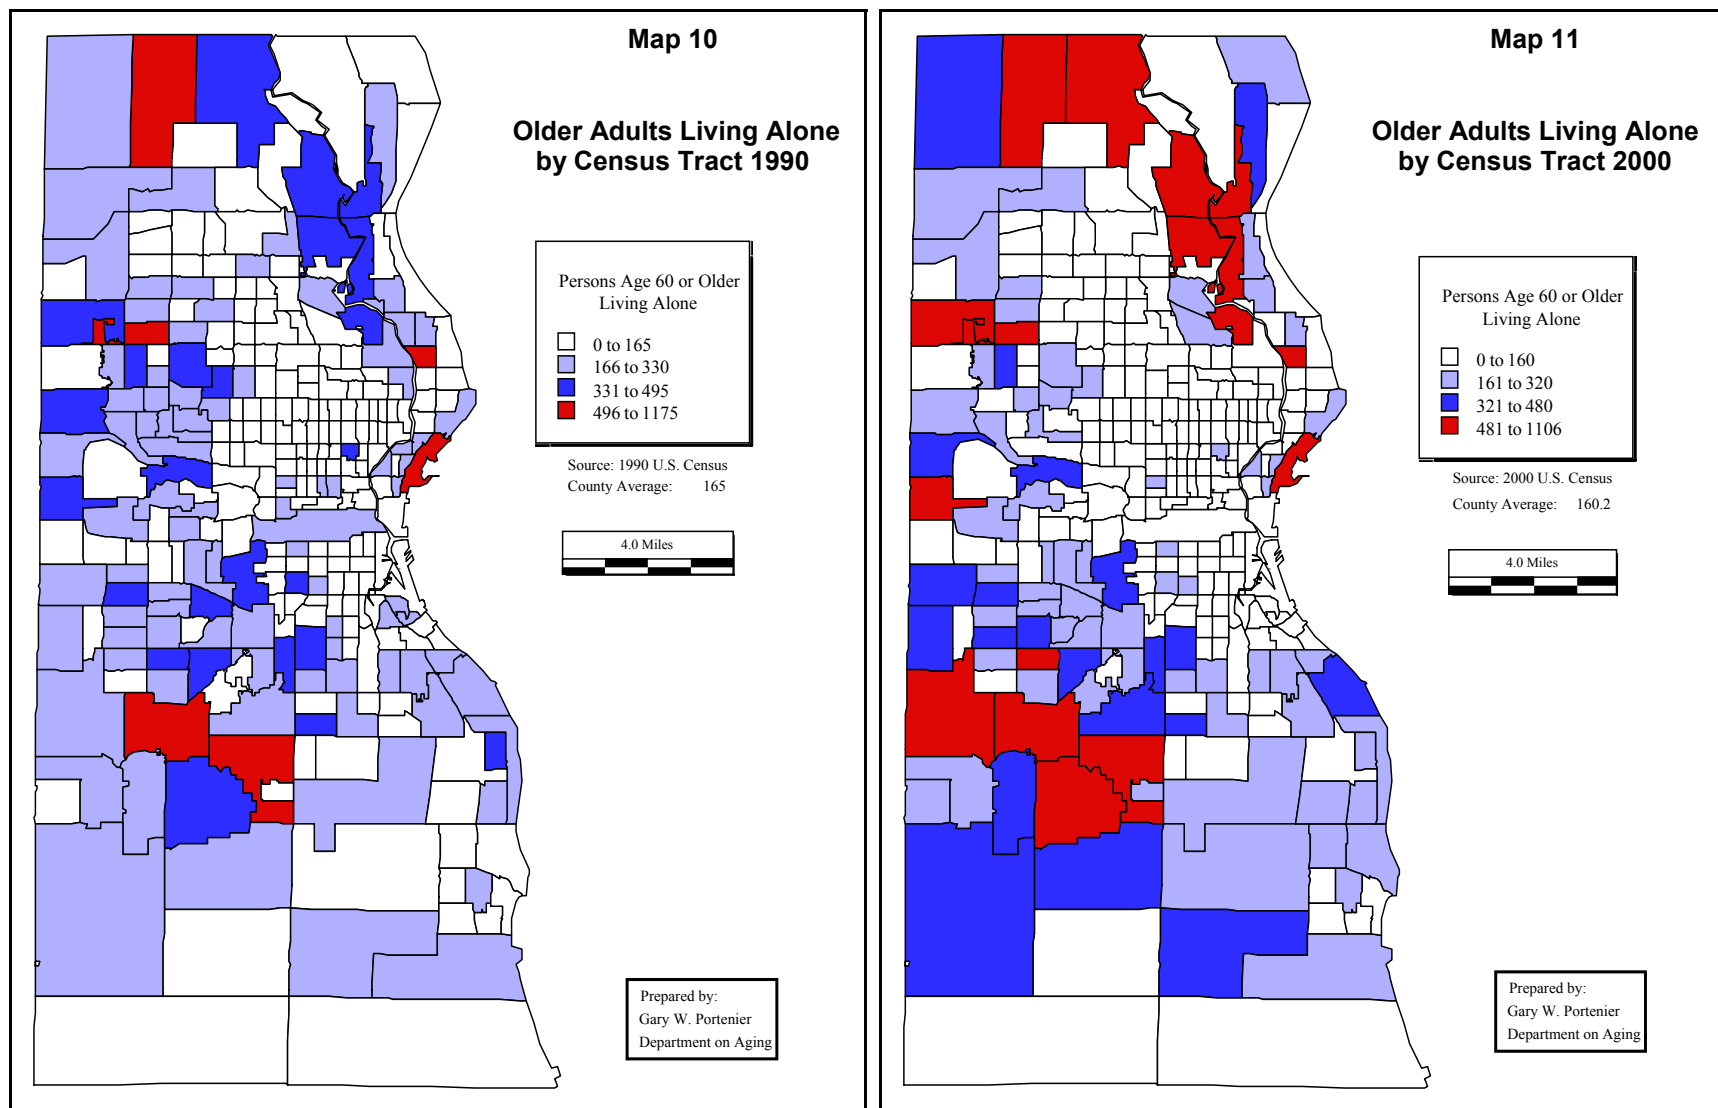 Map 10
Older Adults Living Alone
by Census Tract 1990
Persons Age 60 or Older
Living Alone
0 to 165
166 to 330
331 to 495
496 to 1175
Source: 1990 U.S. Census
County Average: 165
4.0 Miles
Prepared by:
Gary W. Portenier
Department on Aging
Map 11
Older Adults Living Alone
by Census Tract 2000
Persons Age 60 or Older
Living Alone
0 to 160
161 to 320
321 to 480
481 to 1106
Source: 2000 U.S. Census
County Average: 160.2
4.0 Miles
Prepared by:
Gary W. Portenier
Department on Aging